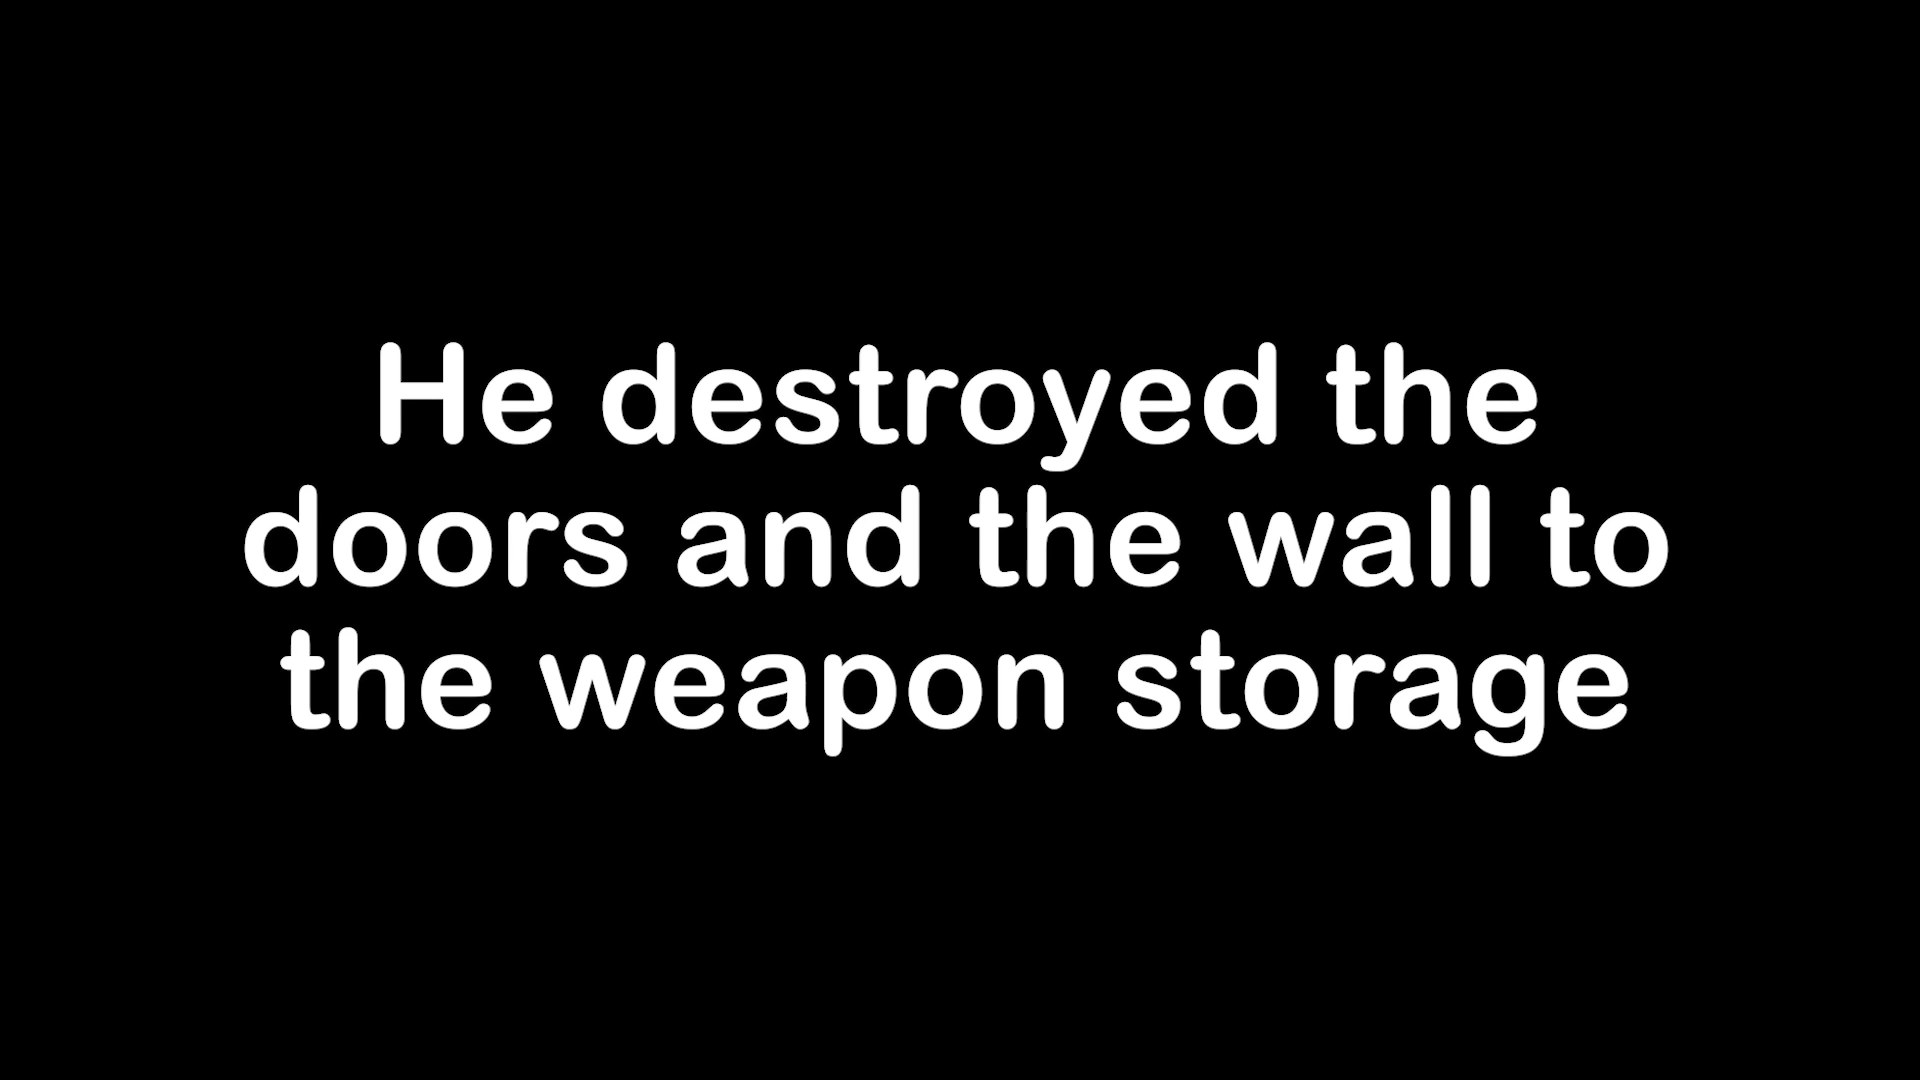 He destroyed the
doors and the wall to
the weapon storage